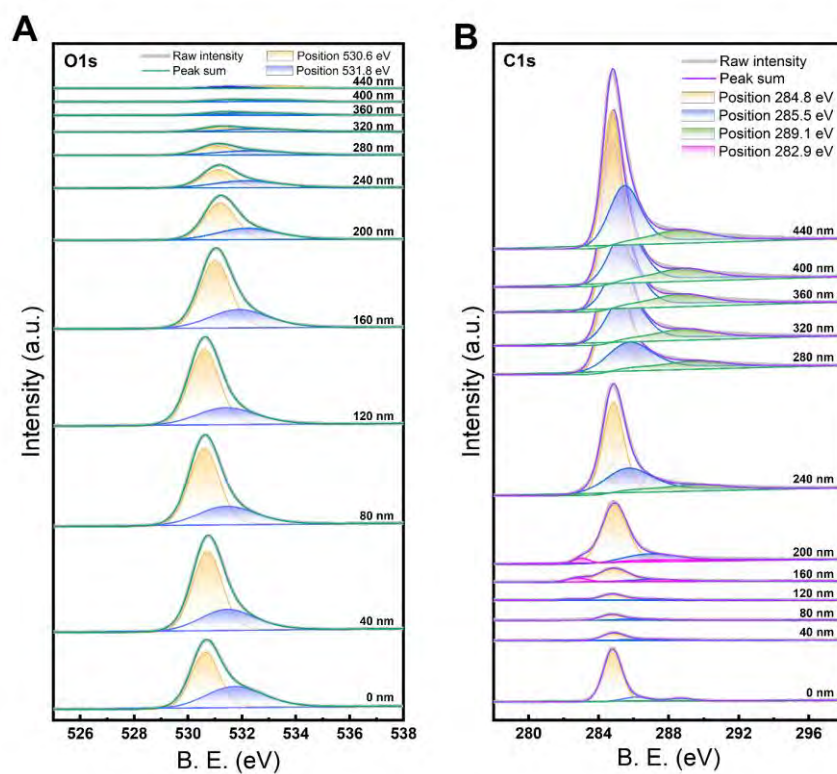 A
O1s
Raw intensity
Peak sum
Position 530.6 eV
Position 531.8 eV
440 nm
400 nm
360 nm
320 nm
280 nm
240 nm
200 nm
160 nm
120 nm
80 nm
40 nm
0 nm
Intensity (a.u.)
526 528 530 532 534 536 538
B. E. (eV)
B
C1s
Raw intensity
Peak sum
Position 284.8 eV
Position 285.5 eV
Position 289.1 eV
Position 282.9 eV
440 nm
400 nm
360 nm
320 nm
280 nm
240 nm
200 nm
160 nm
120 nm
80 nm
40 nm
0 nm
Intensity (a.u.)
280 284 288 292 296
B. E. (eV)